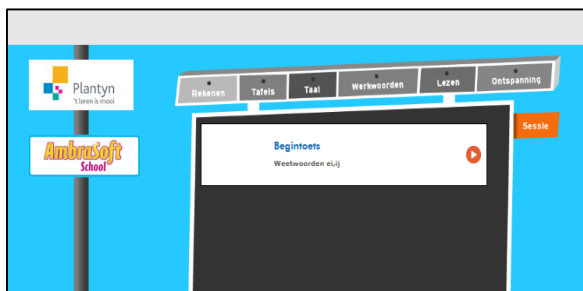 Plantyn
't leren is mooi
Rekenen
Tafels
Taal
Werkwoorden
Lezen
Ontspanning
Sessie
AmbraSoft
School
Begintoets
Weetwoorden ei,ij